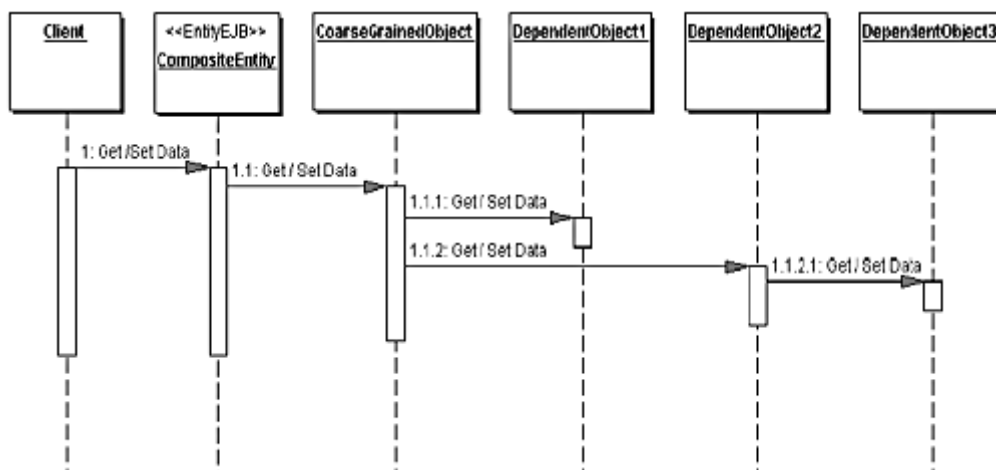 Client
<<EntityEJB>>
CompositeEntity
CoarseGrainedObject
DependentObject1
DependentObject2
DependentObject3
1: Get /Set Data
1.1: Get / Set Data
1.1.1: Get / Set Data
1.1.2: Get / Set Data
1.1.2.1: Get / Set Data